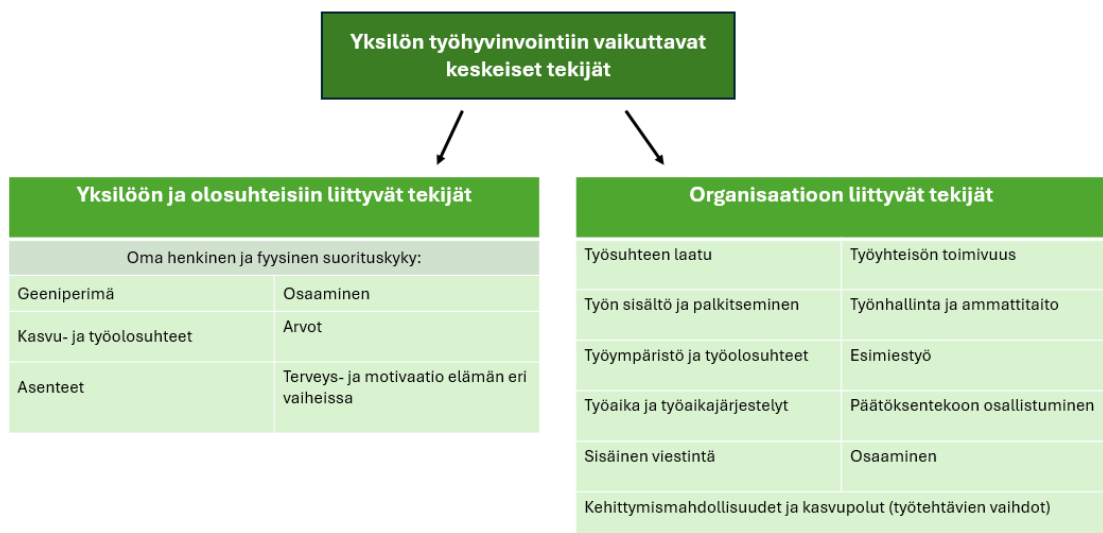 Yksilön työhyvinvointiin vaikuttavat
keskeiset tekijät
Yksilöön ja olosuhteisiin liittyvät tekijät
Oma henkinen ja fyysinen suorituskyky:
Geeniperimä
Osaaminen
Kasvu- ja työolosuhteet
Arvot
Asenteet
Terveys- ja motivaatio elämän eri
vaiheissa
Organisaatioon liittyvät tekijät
Työsuhteen laatu
Työyhteisön toimivuus
Työn sisältö ja palkitseminen
Työnhallinta ja ammattitaito
Työympäristö ja työolosuhteet
Esimiestyö
Työaika ja työaikajärjestelyt
Päätöksentekoon osallistuminen
Sisäinen viestintä
Osaaminen
Kehittymismahdollisuudet ja kasvupolut (työtehtävien vaihdot)